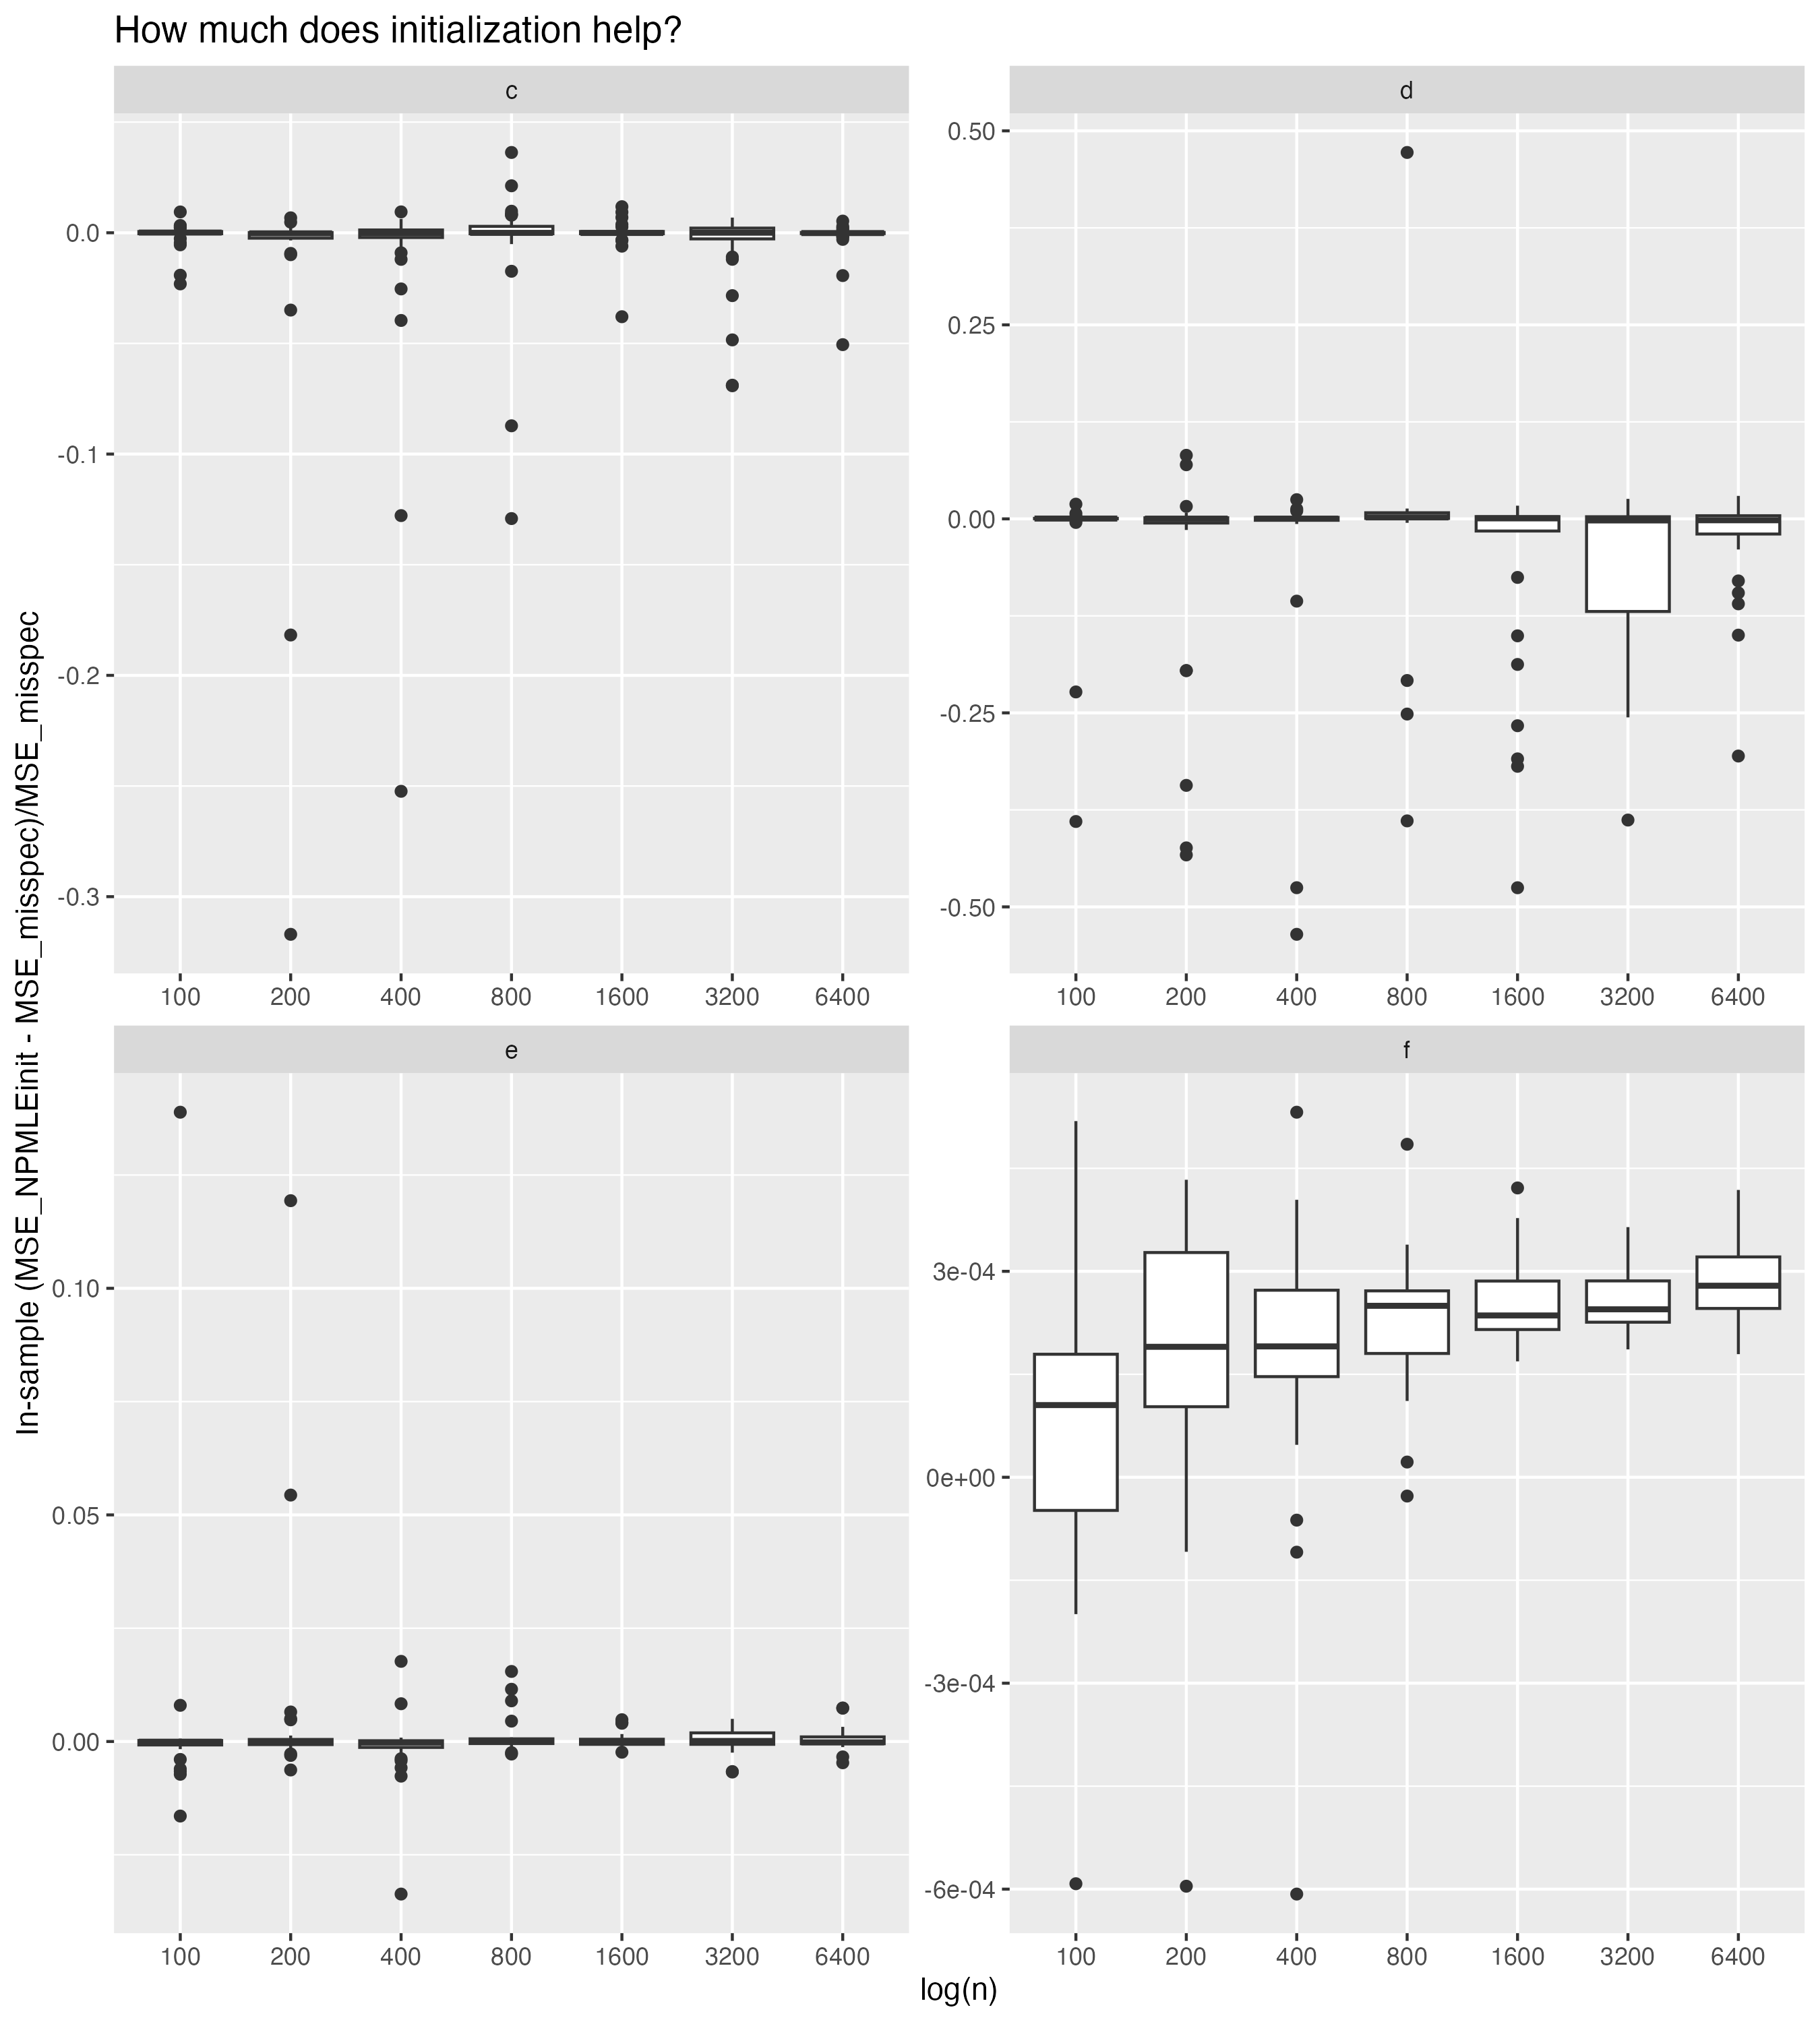 How much does initialization help?
c
d
0.0
-0.1
-0.2
-0.3
0.50
0.25
0.00
-0.25
-0.50
100 200 400 800 1600 3200 6400
100 200 400 800 1600 3200 6400
In-sample (MSE_NPMLEinit - MSE_misspec)/MSE_misspec
e
f
0.10
0.05
0.00
3e-04
0e+00
-3e-04
-6e-04
100 200 400 800 1600 3200 6400
100 200 400 800 1600 3200 6400
log(n)